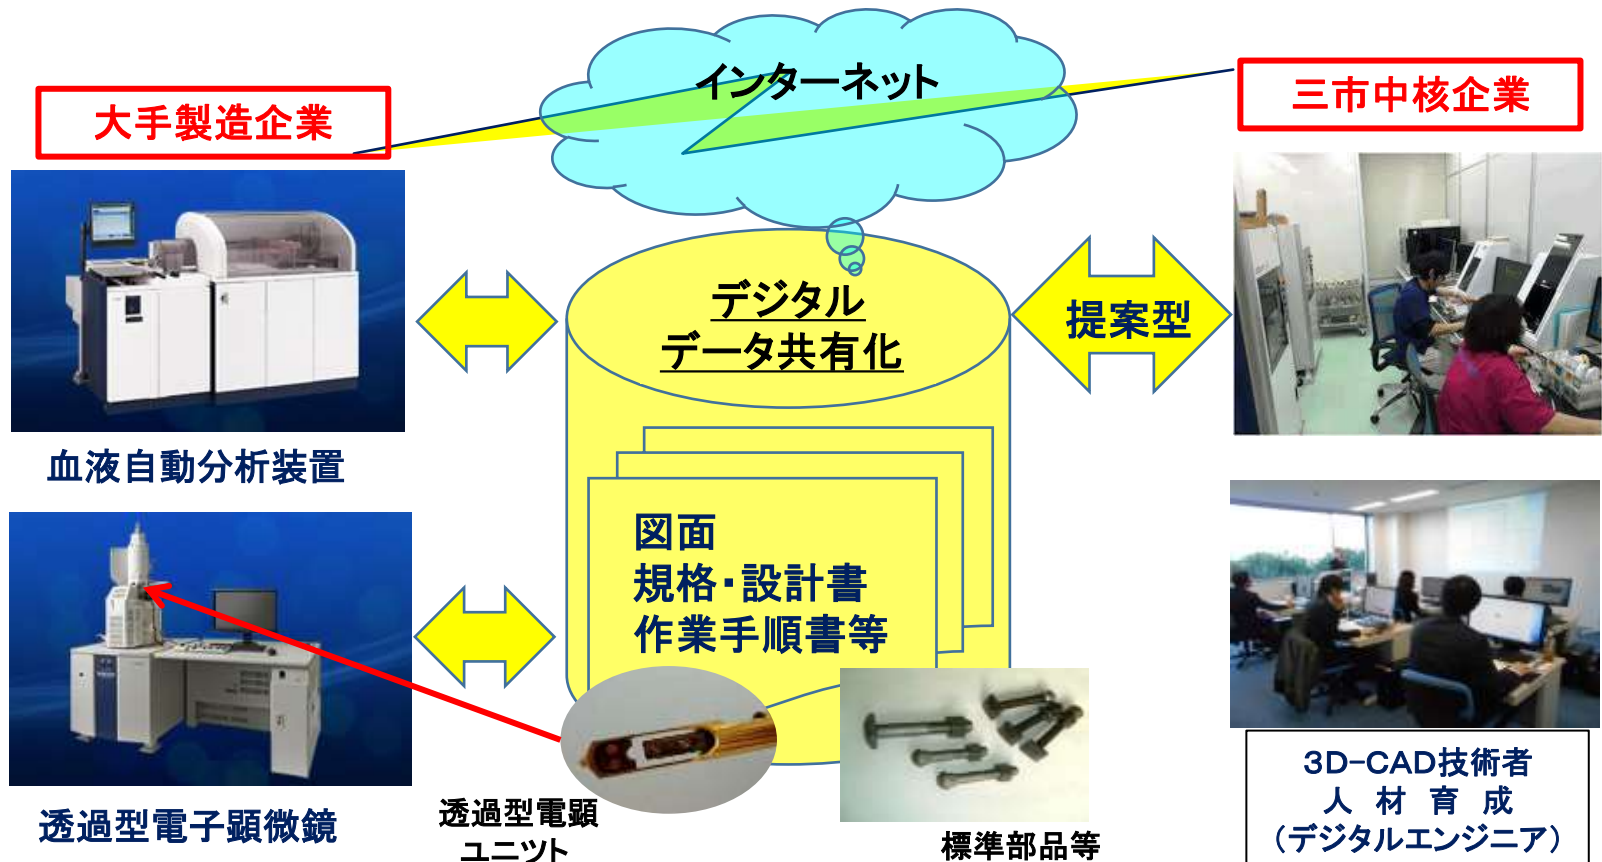 インターネット
大手製造企業
三市中核企業
デジタル
データ共有化
提案型
血液自動分析装置
図面
規格・設計書
作業手順書等
透過型電子顕微鏡
透過型電顕
ユニツト
標準部品等
3D-CAD技術者
人 材 育 成
（デジタルエンジニア）